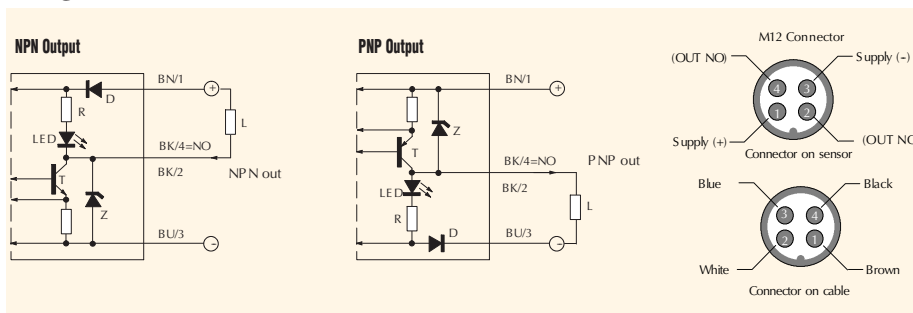 NPN Output
BN/1
+
D
R
L
LED
BK/4=NO
BK/2
NPN out
T
Z
BU/3
-
PNP Output
BN/1
+
Z
T
BK/4=NO
PNP out
BK/2
LED
L
R
D
BU/3
-
M12 Connector
(OUT NO)
Supply (-)
4 3
1 2
Supply (+)
(OUT NC
Connector on sensor
Blue
Black
3 4
2 1
White
Brown
Connector on cable